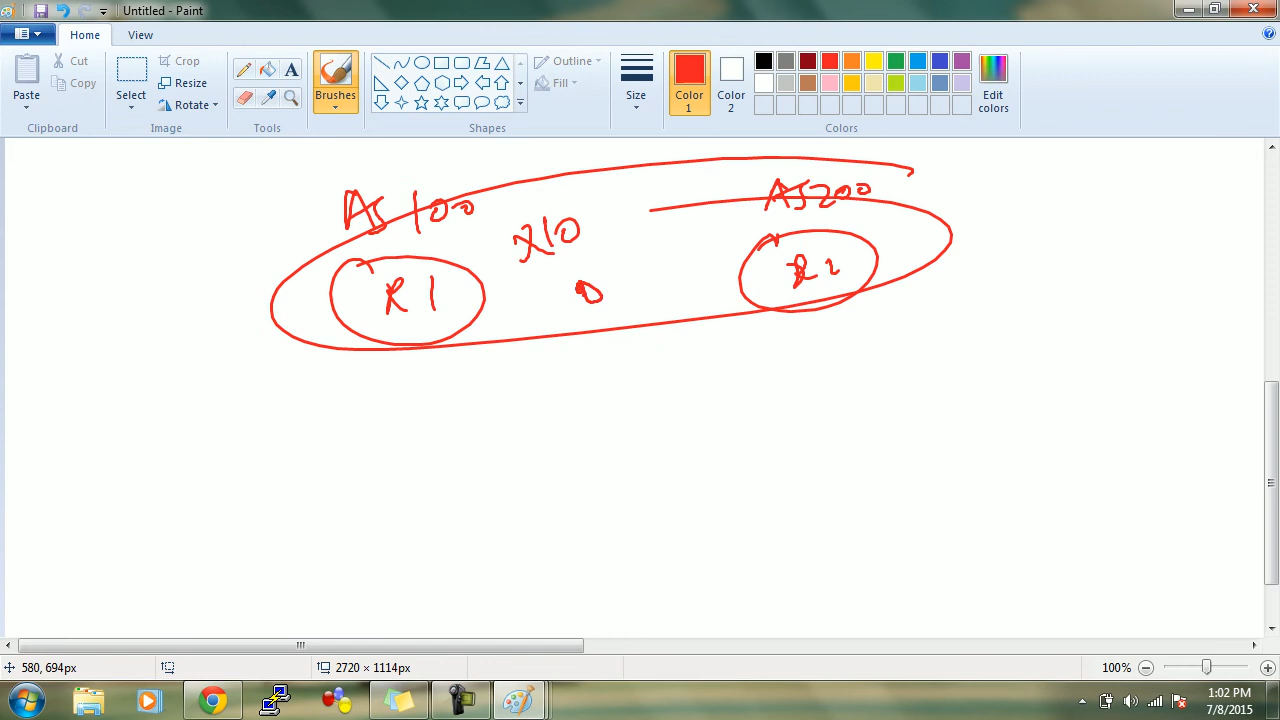 Untitled - Paint
Home
View
Paste
Cut
Copy
Clipboard
Select
Crop
Resize
Rotate
Image
Tools
Brushes
Outline
Fill
Shapes
Size
Color 1
Color 2
Edit colors
Colors
AS 100
AS 200
R1
R2
580, 694px
2720 × 1114px
100%
1:02 PM
7/8/2015